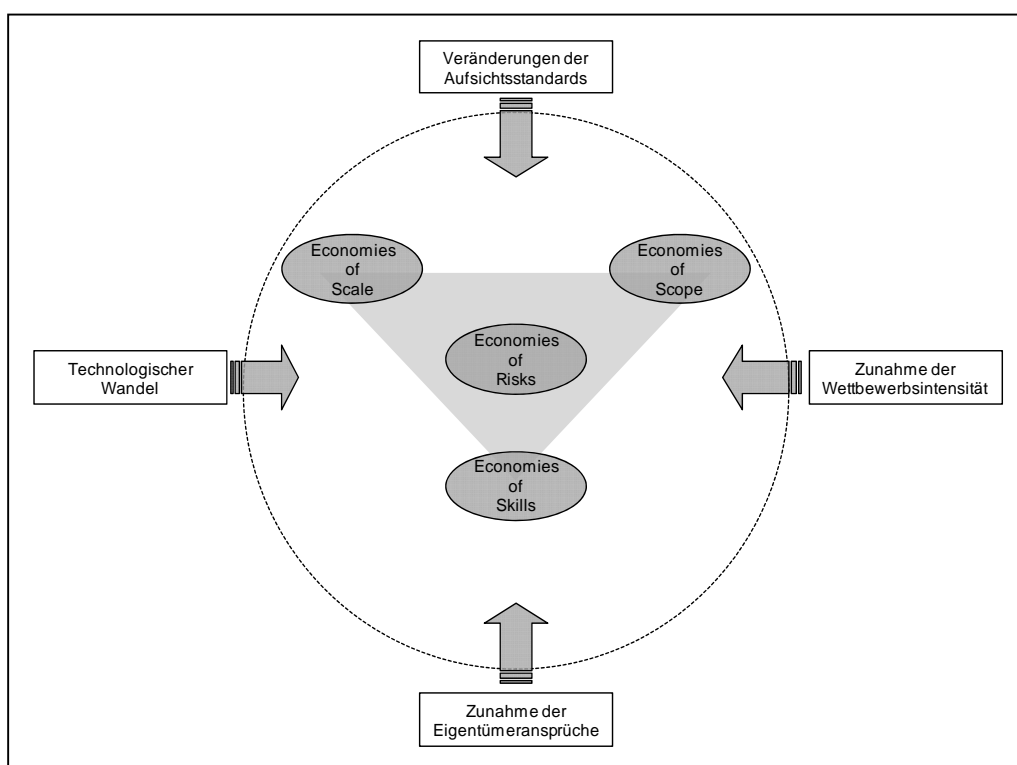 Veränderungen der
Aufsichtsstandards
Economies
of
Scale
Economies
of
Scope
Economies
of
Risks
Technologischer
Wandel
Zunahme der
Wettbewerbsintensität
Economies
of
Skills
Zunahme der
Eigentümeransprüche